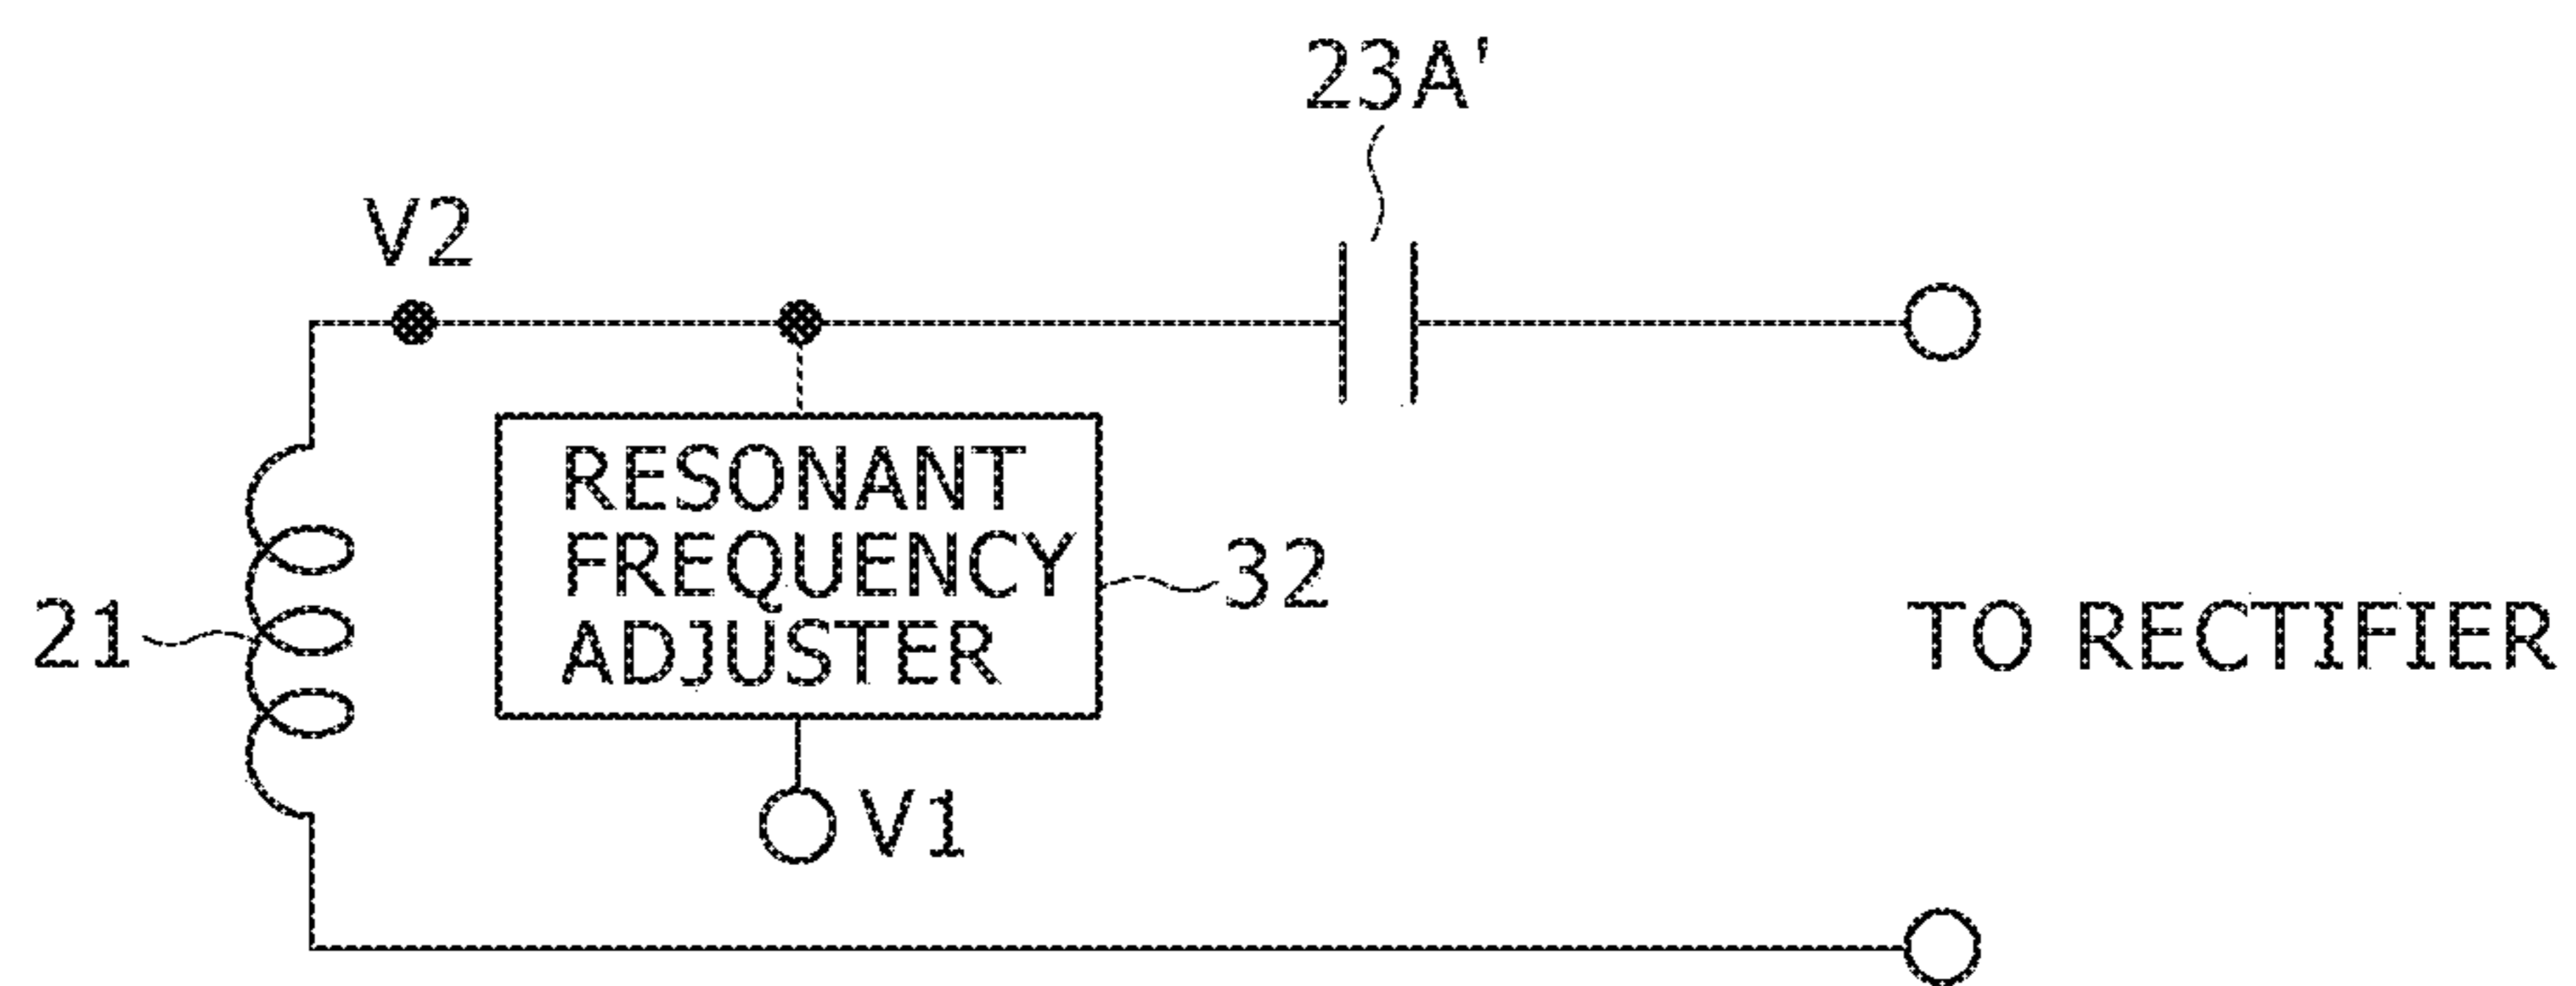 23A'
V2
RESONANT
FREQUENCY
ADJUSTER
32
21
TO RECTIFIER
V1